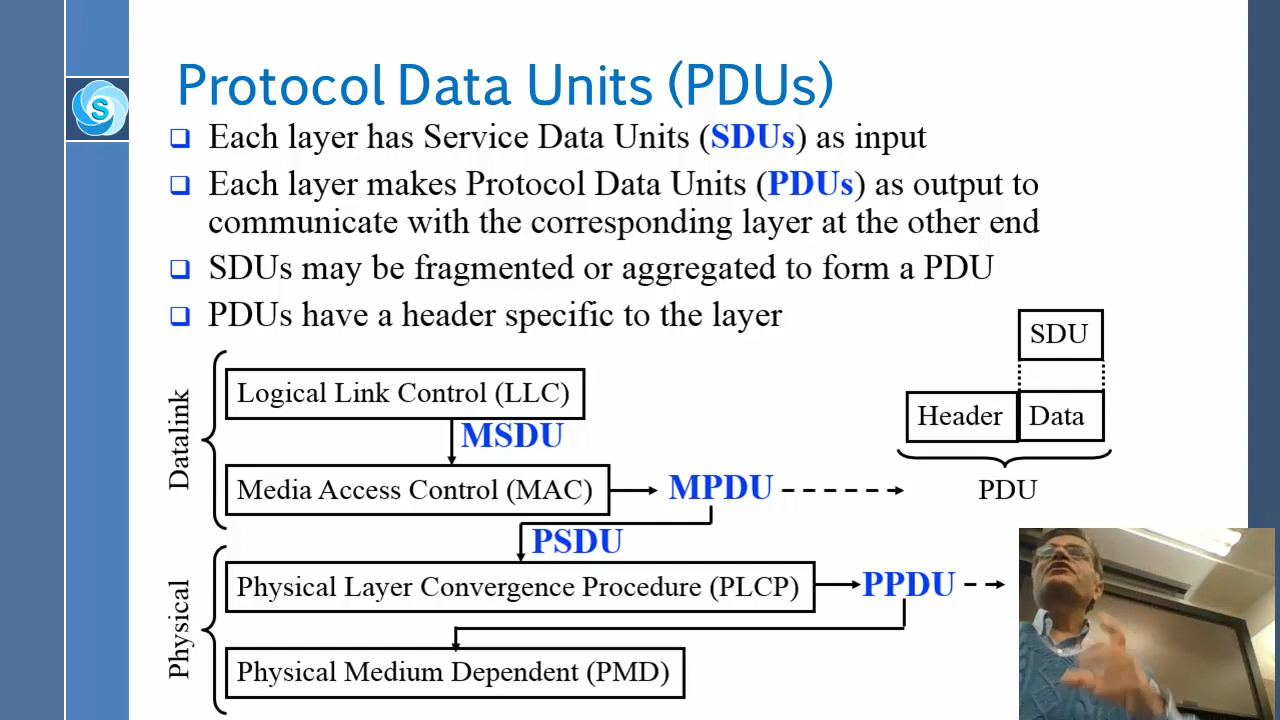 Protocol Data Units (PDUs)
S
Each layer has Service Data Units (SDUs) as input
Each layer makes Protocol Data Units (PDUs) as output to
communicate with the corresponding layer at the other end
SDUs may be fragmented or aggregated to form a PDU
PDUs have a header specific to the layer
SDU
Header Data
PDU
Datalink
Logical Link Control (LLC)
MSDU
Media Access Control (MAC)
MPDU
PSDU
Physical
Physical Layer Convergence Procedure (PLCP)
PPDU
Physical Medium Dependent (PMD)